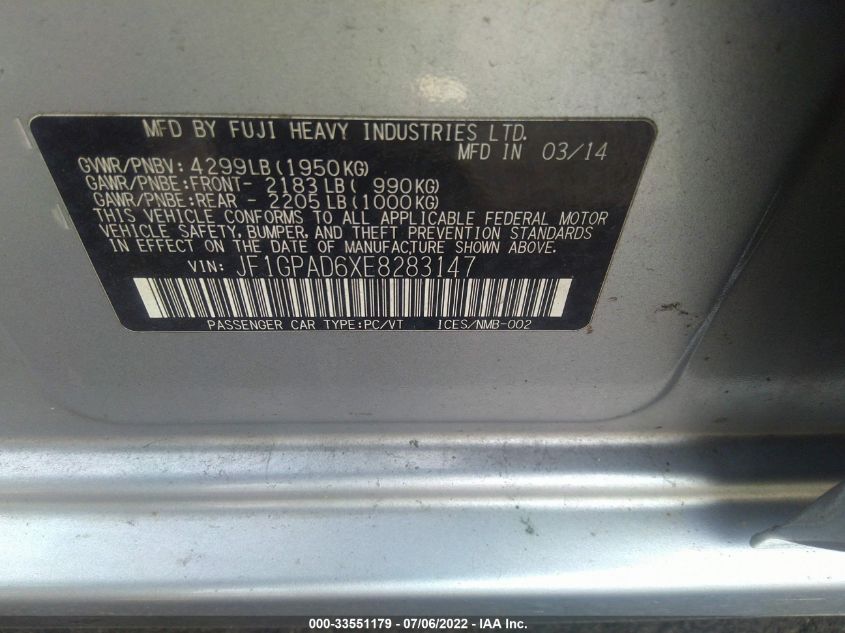 MFD BY FUJI HEAVY INDUSTRIES LTD.
MFD IN 03/14
GVWR/PNBV: 4299LB(1950KG)
GAWR/PNBE:FRONT- 2183LB( 990KG)
GAWR/PNBE:REAR - 2205LB(1000KG)
THIS VEHICLE CONFORMS TO ALL APPLICABLE FEDERAL MOTOR
VEHICLE SAFETY, BUMPER, AND THEFT PREVENTION STANDARDS
IN EFFECT ON THE DATE OF MANUFACTURE SHOWN ABOVE.
VIN: JF1GPAD6XE8283147
PASSENGER CAR TYPE:PC/VT ICES/NMB-002
000-33551179 - 07/06/2022 - IAA Inc.